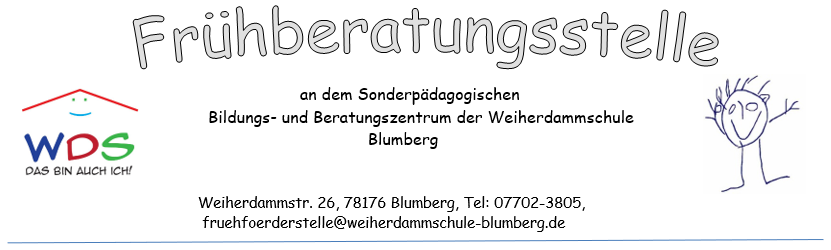 Frühberatungsstelle
an dem Sonderpädagogischen
Bildungs- und Beratungszentrum der Weiherdammschule
Blumberg
WDS
DAS BIN AUCH ICH!
Weiherdammstr. 26, 78176 Blumberg, Tel: 07702-3805,
fruehfoerderstelle@weiherdammschule-blumberg.de